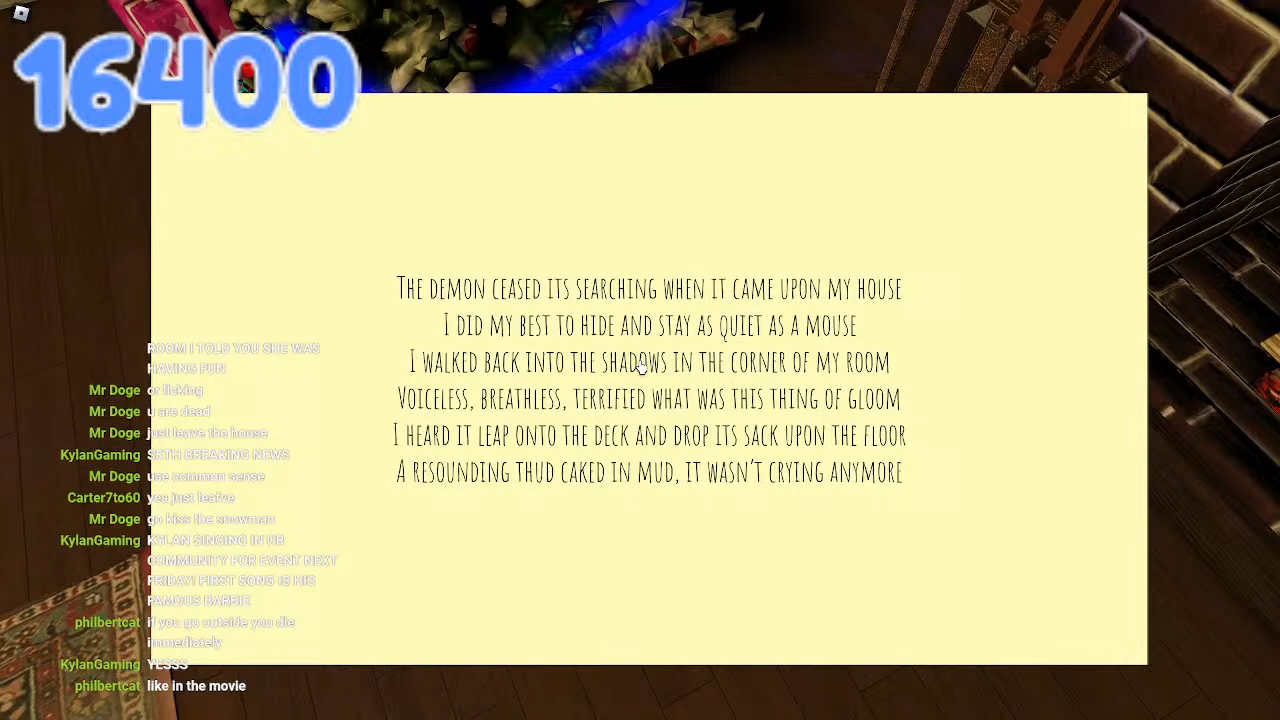 16400
The demon ceased its searching when it came upon my house
I did my best to hide and stay as quiet as a mouse
I walked back into the shadows in the corner of my room
Voiceless, breathless, terrified what was this thing of gloom
I heard it leap onto the deck and drop its sack upon the floor
A resounding thud caked in mud, it wasn't crying anymore
ROOM I TOLD YOU SHE WAS
HAVING FUN
Mr Doge or licking
Mr Doge u are dead
Mr Doge just leave the house
KylanGaming SETH BREAKING NEWS
Mr Doge use common sense
Carter7to60 yea just leafve
Mr Doge go kiss the snowman
KylanGaming KYLAN SINGING IN UR
COMMUNITY FOR EVENT NEXT
FRIDAY! FIRST SONG IS HIS
FAMOUS BARBIE
philbertcat if you go outside you die
immediately
KylanGaming YESSS
philbertcat like in the movie